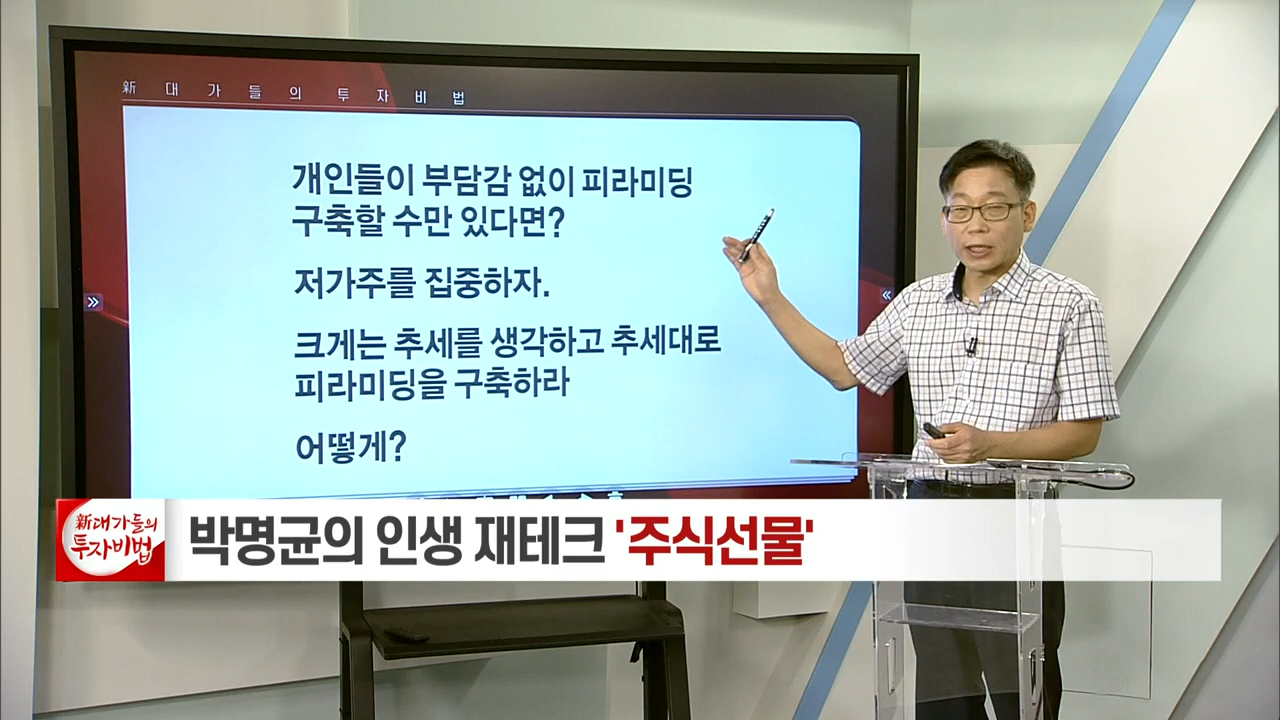 新 대 가 들 의 투 자 비 법
개인들이 부담감 없이 피라미딩
구축할 수만 있다면?
저가주를 집중하자.
크게는 추세를 생각하고 추세대로
피라미딩을 구축하라
어떻게?
新대가들의
투자비법
박명균의 인생 재테크 '주식선물'